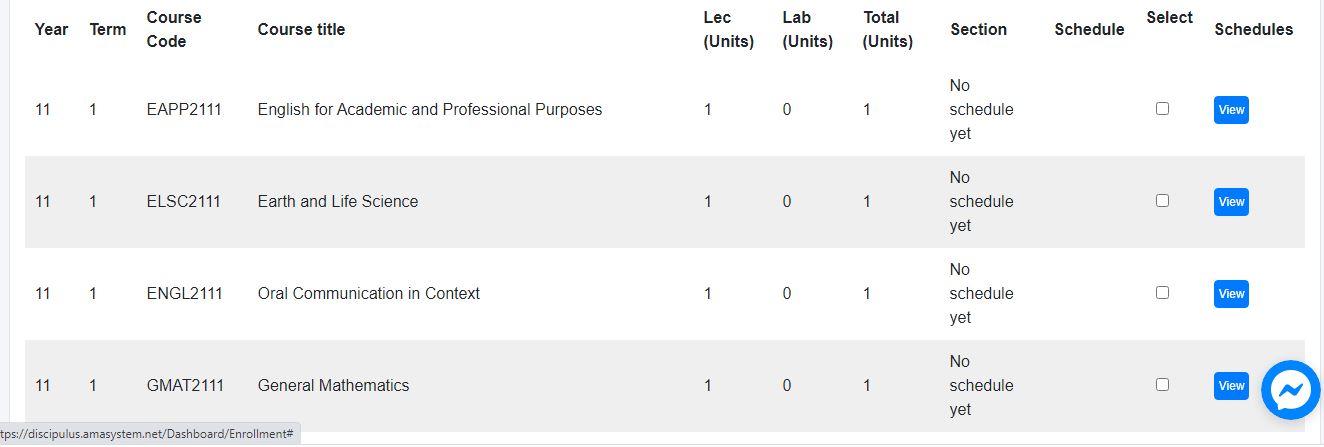 Year Term Course Code Course title Lec (Units) Lab (Units) Total (Units) Section Schedule Select Schedules
11 1 EAPP2111 English for Academic and Professional Purposes 1 0 1 No schedule yet View
11 1 ELSC2111 Earth and Life Science 1 0 1 No schedule yet View
11 1 ENGL2111 Oral Communication in Context 1 0 1 No schedule yet View
11 1 GMAT2111 General Mathematics 1 0 1 No schedule yet View
tps://discipulus.amasystem.net/Dashboard/Enrollment#